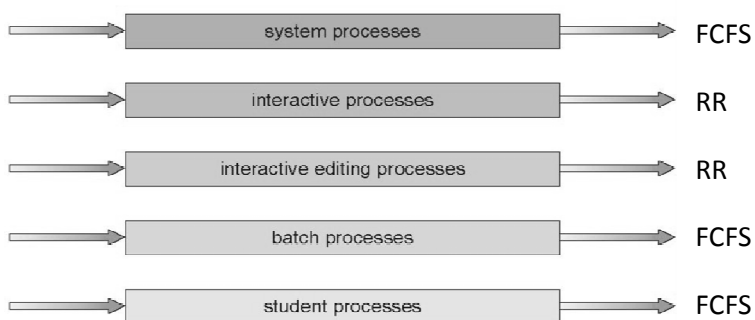 system processes FCFS
interactive processes RR
interactive editing processes RR
batch processes FCFS
student processes FCFS